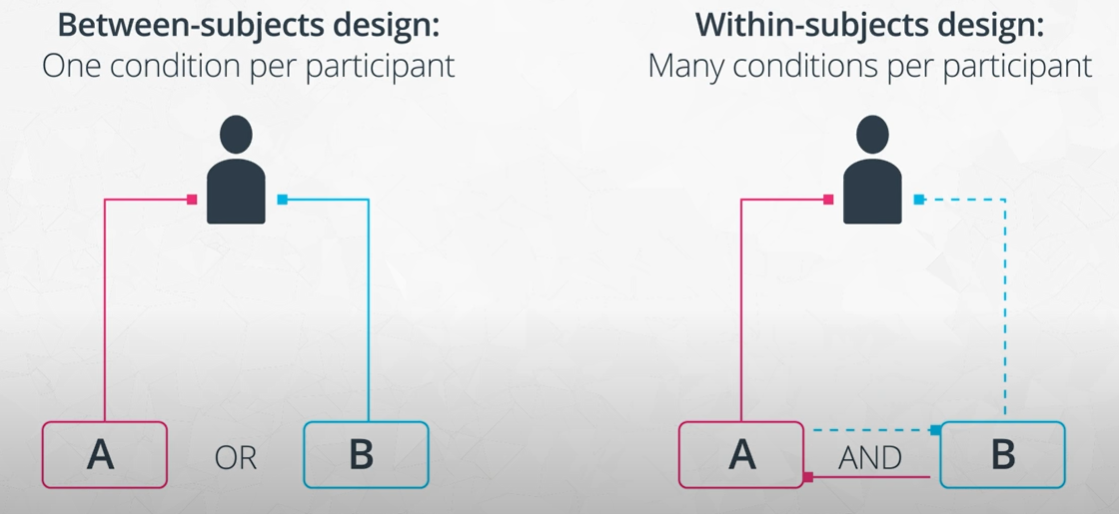 Between-subjects design:
One condition per participant
A OR B
Within-subjects design:
Many conditions per participant
A AND B